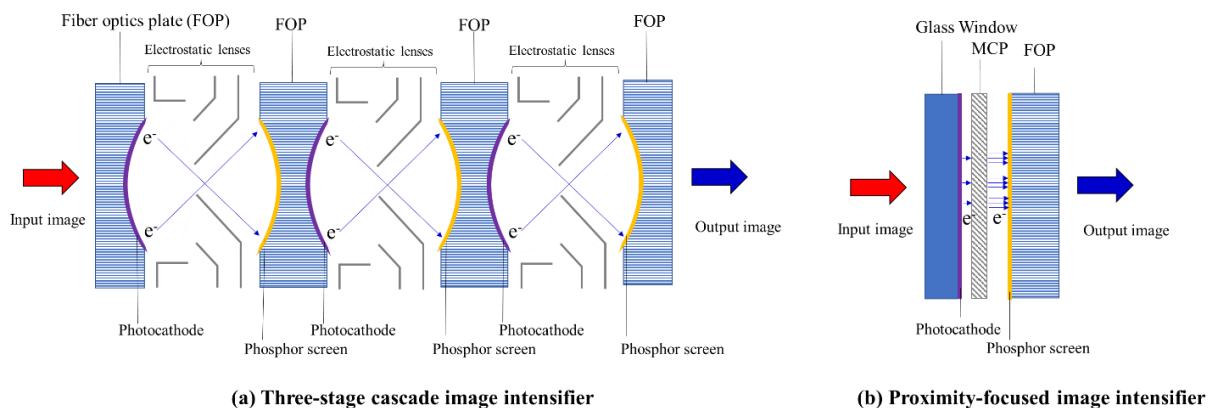 Fiber optics plate (FOP)
FOP
FOP
FOP
Electrostatic lenses
Electrostatic lenses
Electrostatic lenses
e-
e-
e-
e-
e-
e-
Input image
Output image
Photocathode
Phosphor screen
Photocathode
Phosphor screen
Photocathode
Phosphor screen
(a) Three-stage cascade image intensifier
Glass Window
MCP
FOP
e-
e-
Input image
Output image
Photocathode
Phosphor screen
(b) Proximity-focused image intensifier